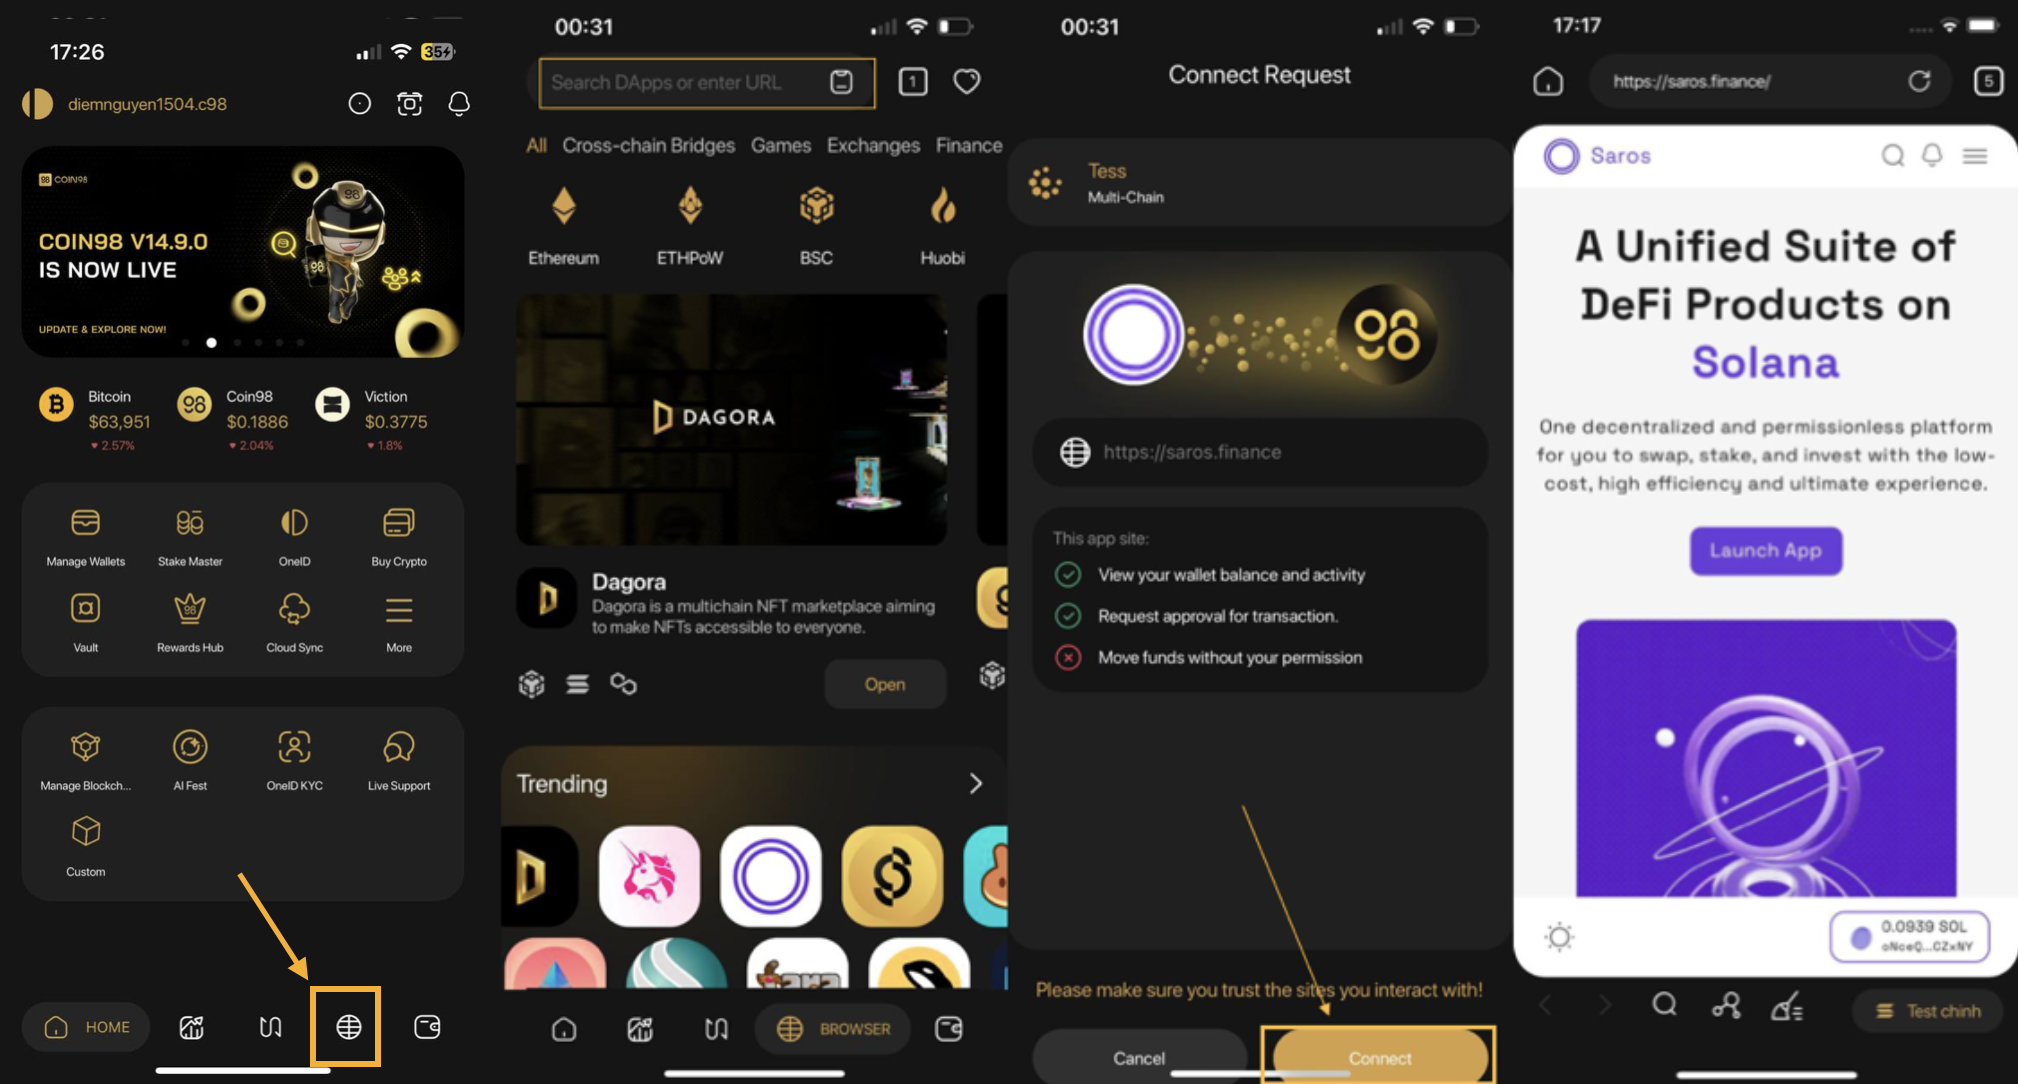 17:26
35
diemnguyen1504.c98
98 COIN98
COIN98 V14.9.0
IS NOW LIVE
UPDATE & EXPLORE NOW!
Bitcoin
$63,951
2.57%
Coin98
$0.1886
2.04%
Viction
$0.3775
1.8%
Manage Wallets
Stake Master
OneID
Buy Crypto
Vault
Rewards Hub
Cloud Sync
More
Manage Blockch...
AI Fest
OneID KYC
Live Support
Custom
HOME
00:31
Search DApps or enter URL
1
All Cross-chain Bridges Games Exchanges Finance
Ethereum
ETHPoW
BSC
Huobi
DAGORA
Dagora
Dagora is a multichain NFT marketplace aiming
to make NFTs accessible to everyone.
Open
Trending
BROWSER
00:31
Connect Request
Tess
Multi-Chain
98
https://saros.finance
This app site:
View your wallet balance and activity
Request approval for transaction.
Move funds without your permission
Please make sure you trust the sites you interact with!
Cancel
Connect
17:17
https://saros.finance/
5
Saros
A Unified Suite of
DeFi Products on
Solana
One decentralized and permissionless platform
for you to swap, stake, and invest with the low-
cost, high efficiency and ultimate experience.
Launch App
0.0939 SOL
oNceQ...CZxNY
Test chinh